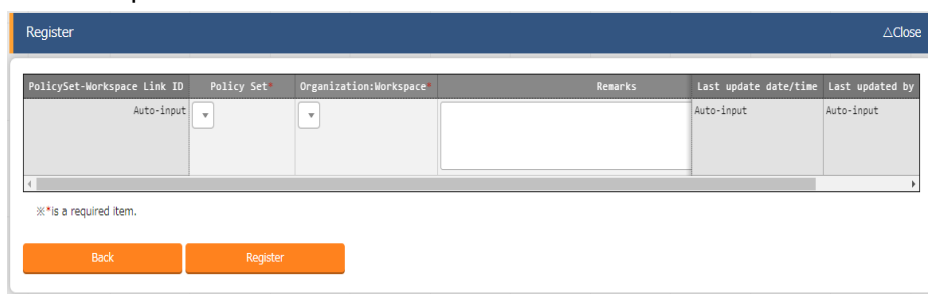 Register △Close
PolicySet-Workspace Link ID Policy Set* Organization:Workspace* Remarks Last update date/time Last updated by
Auto-input Auto-input Auto-input
※*is a required item.
Back Register